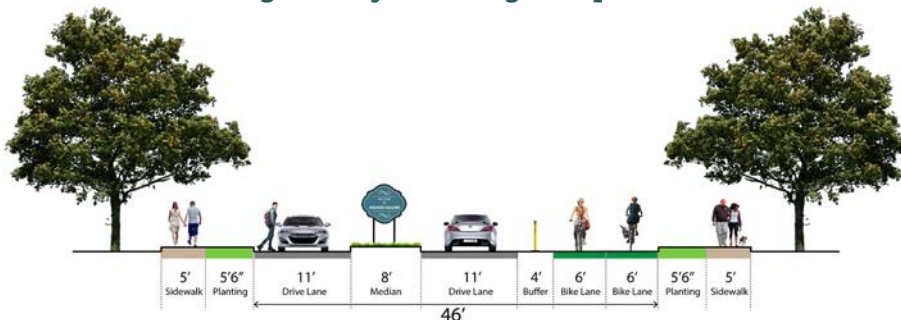 5' 5'6" 11' 8' 11' 4' 6' 6' 5'6" 5'
Sidewalk Planting Drive Lane Median Drive Lane Buffer Bike Lane Bike Lane Planting Sidewalk
46'